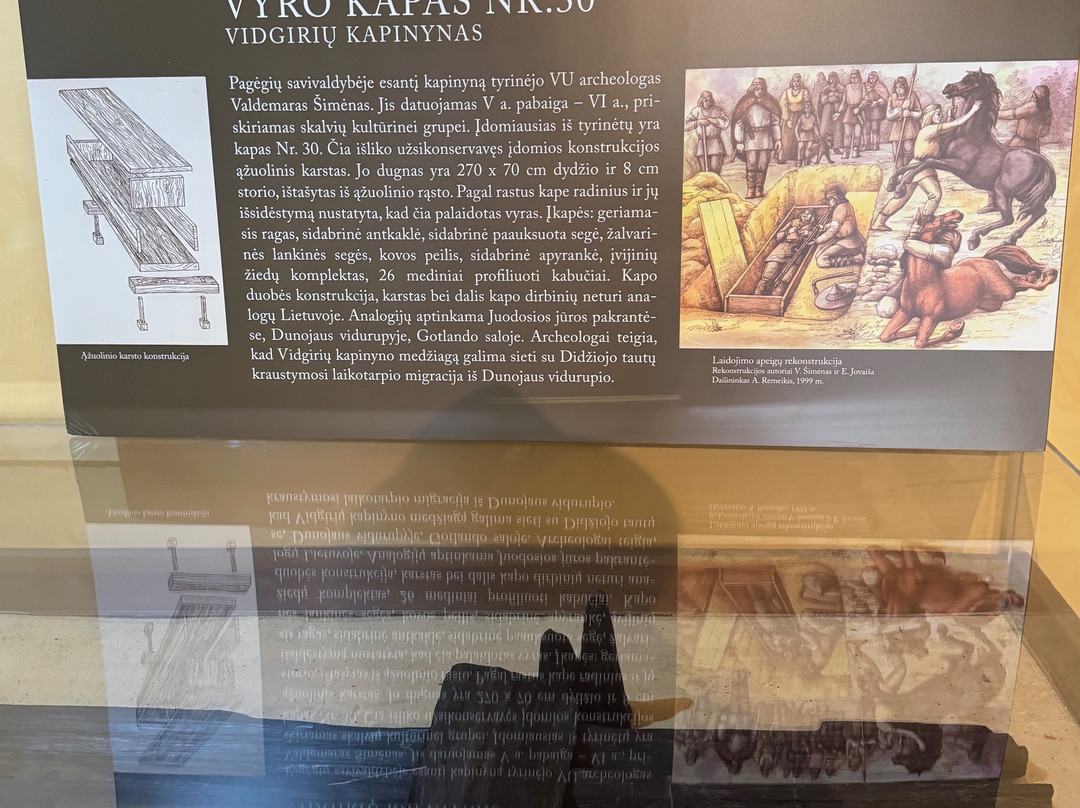 VYRO KAPAS NR.30
VIDGIRIŲ KAPINYNAS
Pagėgių savivaldybėje esantį kapinyną tyrinėjo VU archeologas
Valdemaras Šimėnas. Jis datuojamas V a. pabaiga – VI a., pri-
skiriamas skalvių kultūrinei grupei. Įdomiausias iš tyrinėtų yra
kapas Nr. 30. Čia išliko užsikonservavęs įdomios konstrukcijos
ąžuolinis karstas. Jo dugnas yra 270 x 70 cm dydžio ir 8 cm
storio, ištašytas iš ąžuolinio rąsto. Pagal rastus kape radinius ir jų
išsidėstymą nustatyta, kad čia palaidotas vyras. Įkapės: geriama-
sis ragas, sidabrinė antkaklė, sidabrinė paauksuota segė, žalvari-
nės lankinės segės, kovos peilis, sidabrinė apyrankė, įvijinių
žiedų komplektas, 26 mediniai profiliuoti kabučiai. Kapo
duobės konstrukcija, karstas bei dalis kapo dirbinių neturi ana-
logų Lietuvoje. Analogijų aptinkama Juodosios jūros pakrantė-
se, Dunojaus vidurupyje, Gotlando saloje. Archeologai teigia,
kad Vidgirių kapinyno medžiagą galima sieti su Didžiojo tautų
kraustymosi laikotarpio migracija iš Dunojaus vidurupio.
Ąžuolinio karsto konstrukcija
Laidojimo apeigų rekonstrukcija
Rekonstrukcijos autoriai V. Šimėnas ir E. Jovaiša
Dailininkas A. Remeikis, 1999 m.